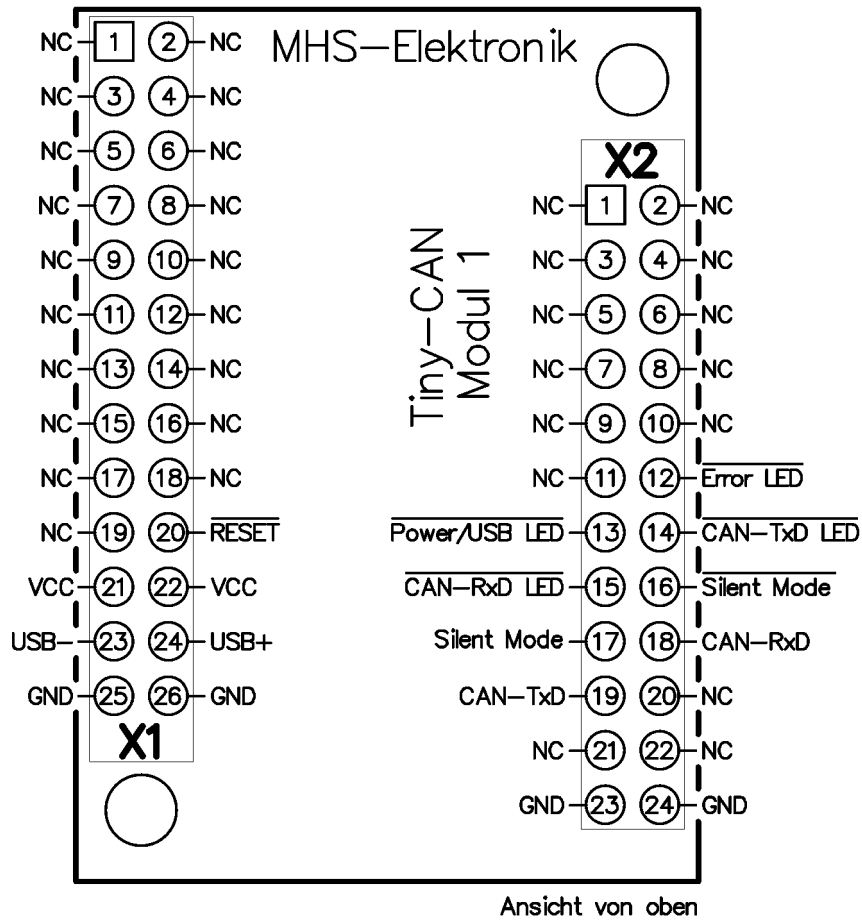 MHS-Elektronik
NC 1 2 NC
NC 3 4 NC
NC 5 6 NC
NC 7 8 NC
NC 9 10 NC
NC 11 12 NC
NC 13 14 NC
NC 15 16 NC
NC 17 18 NC
NC 19 20 RESET
VCC 21 22 VCC
USB- 23 24 USB+
GND 25 26 GND
X1
Tiny-CAN
Modul 1
X2
NC 1 2 NC
NC 3 4 NC
NC 5 6 NC
NC 7 8 NC
NC 9 10 NC
NC 11 12 Error LED
Power/USB LED 13 14 CAN-TxD LED
CAN-RxD LED 15 16 Silent Mode
Silent Mode 17 18 CAN-RxD
CAN-TxD 19 20 NC
NC 21 22 NC
GND 23 24 GND
Ansicht von oben